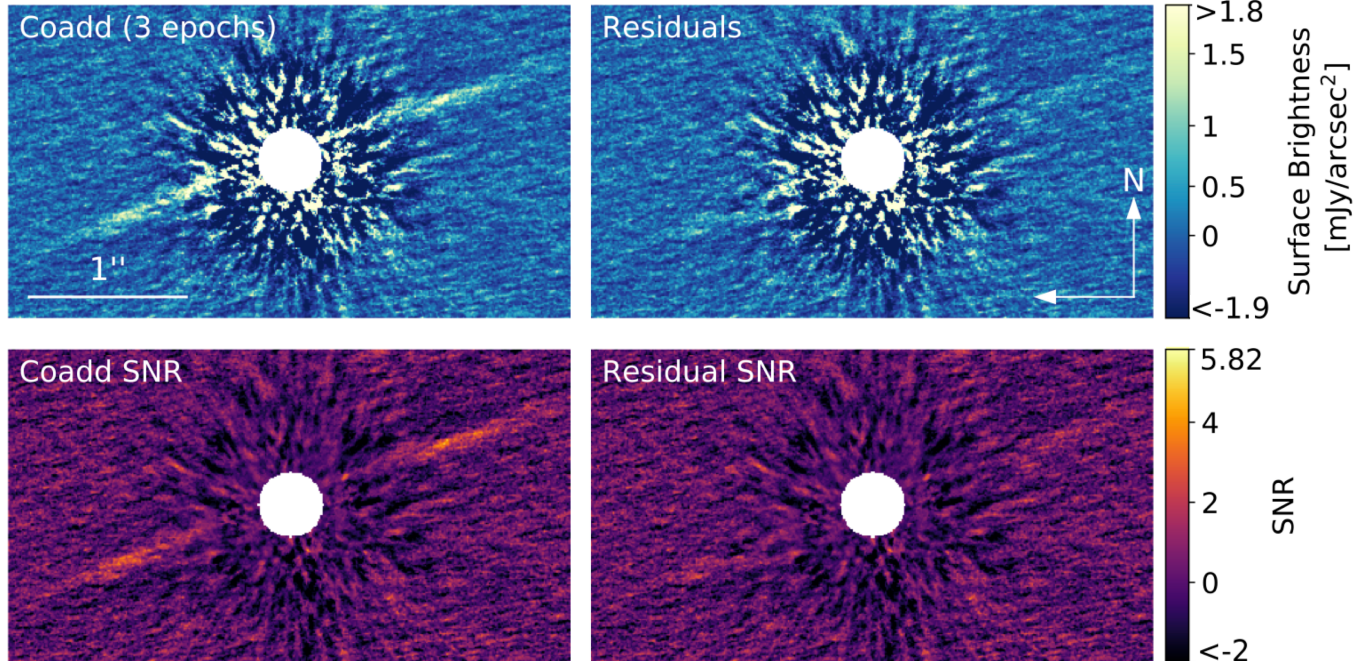 Coadd (3 epochs)
1''
Residuals
N
>1.8
1.5
1
0.5
0
<-1.9
Surface Brightness
[mJy/arcsec²]
Coadd SNR
Residual SNR
5.82
4
2
0
<-2
SNR